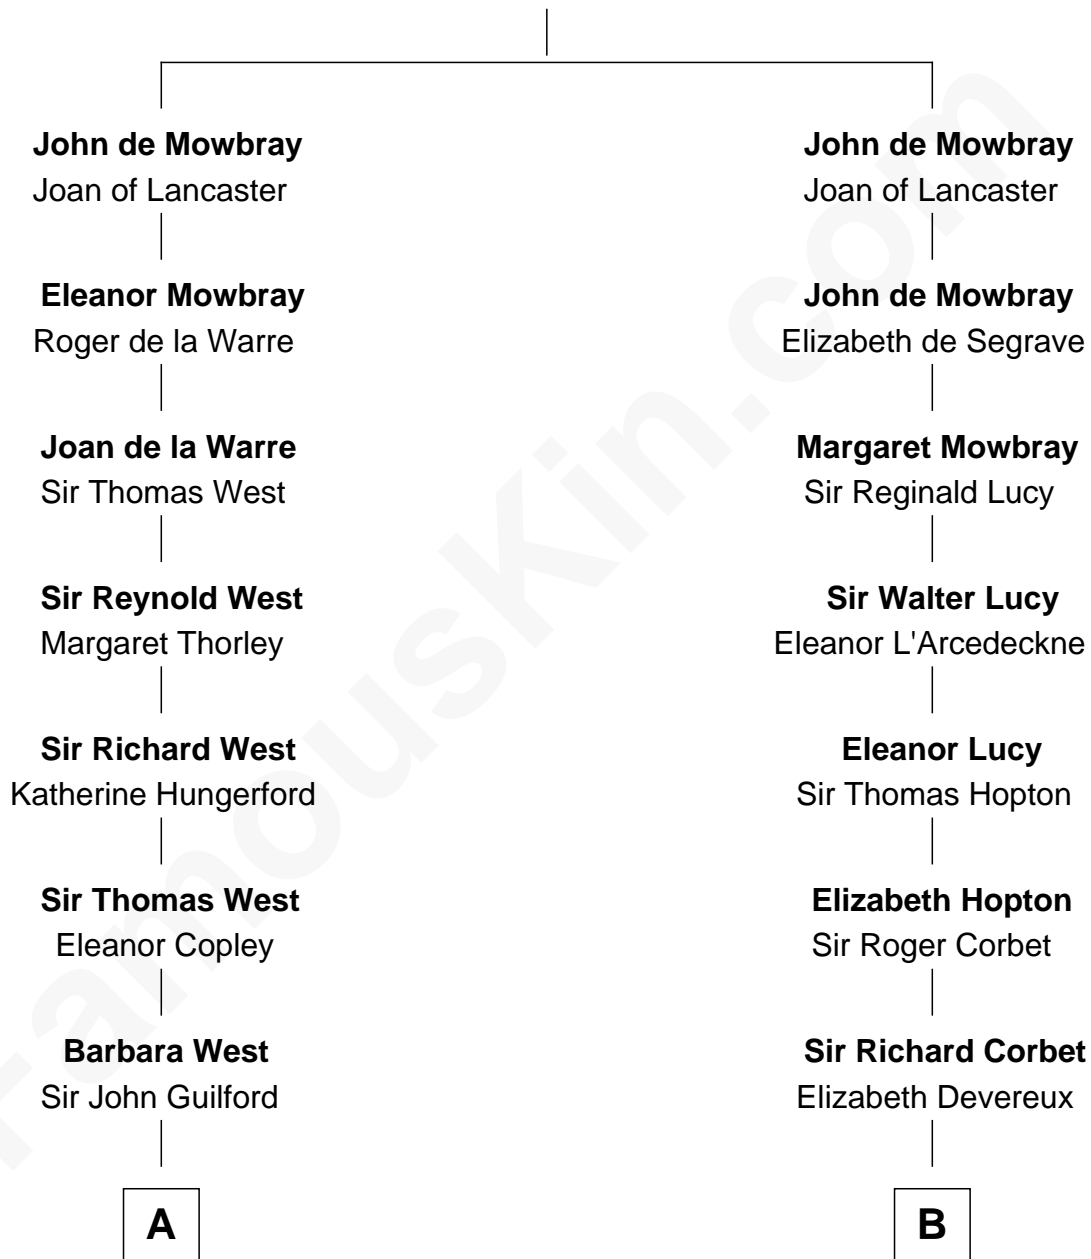 John de Mowbray
Joan of Lancaster
Eleanor Mowbray
Roger de la Warre
Joan de la Warre
Sir Thomas West
Sir Reynold West
Margaret Thorley
Sir Richard West
Katherine Hungerford
Sir Thomas West
Eleanor Copley
Barbara West
Sir John Guilford
A
John de Mowbray
Joan of Lancaster
John de Mowbray
Elizabeth de Segrave
Margaret Mowbray
Sir Reginald Lucy
Sir Walter Lucy
Eleanor L'Arcedeckne
Eleanor Lucy
Sir Thomas Hopton
Elizabeth Hopton
Sir Roger Corbet
Sir Richard Corbet
Elizabeth Devereux
B
FamousKin.com